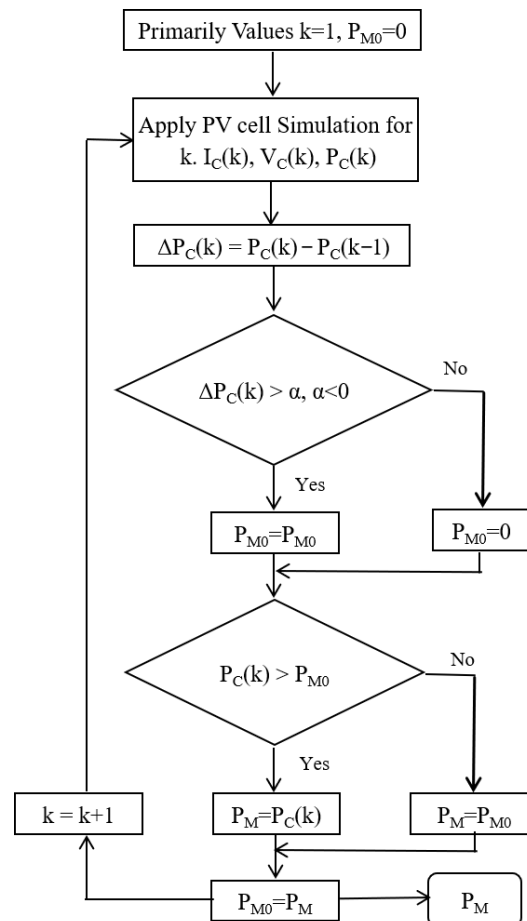 Primarily Values k=1, P_M0=0
Apply PV cell Simulation for
k. I_C(k), V_C(k), P_C(k)
ΔP_C(k) = P_C(k) − P_C(k−1)
No
ΔP_C(k) > α, α<0
Yes
P_M0=P_M0
P_M0=0
P_C(k) > P_M0
No
Yes
k = k+1
P_M=P_C(k)
P_M=P_M0
P_M0=P_M
P_M